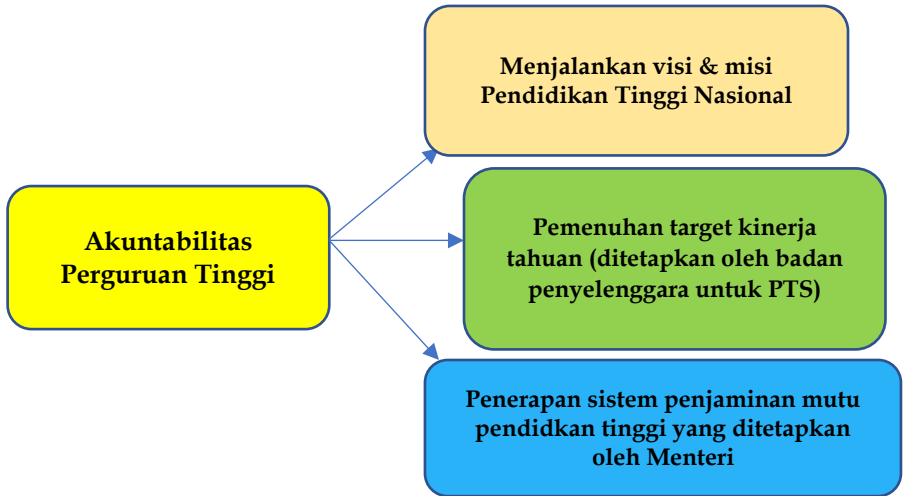 Menjalankan visi & misi
Pendidikan Tinggi Nasional
Akuntabilitas
Perguruan Tinggi
Pemenuhan target kinerja
tahuan (ditetapkan oleh badan
penyelenggara untuk PTS)
Penerapan sistem penjaminan mutu
pendidkan tinggi yang ditetapkan
oleh Menteri